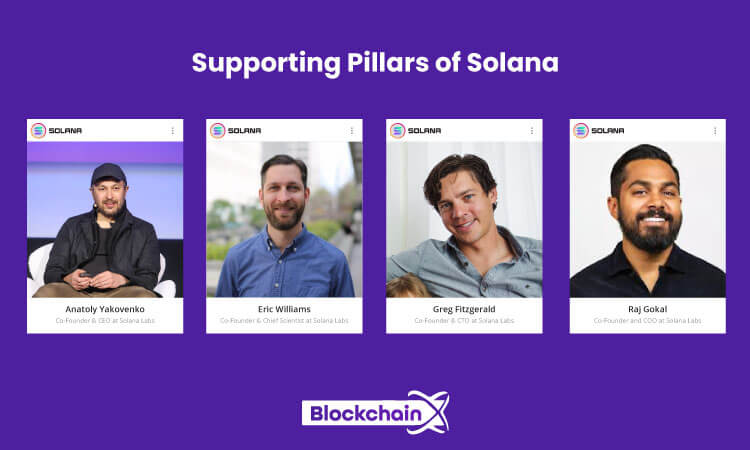 Supporting Pillars of Solana
SOLANA
SOLANA
SOLANA
SOLANA
Anatoly Yakovenko
Co-Founder & CEO at Solana Labs
Eric Williams
Co-Founder & Chief Scientist at Solana Labs
Greg Fitzgerald
Co-Founder & CTO at Solana Labs
Raj Gokal
Co-Founder and COO at Solana Labs
BlockchainX